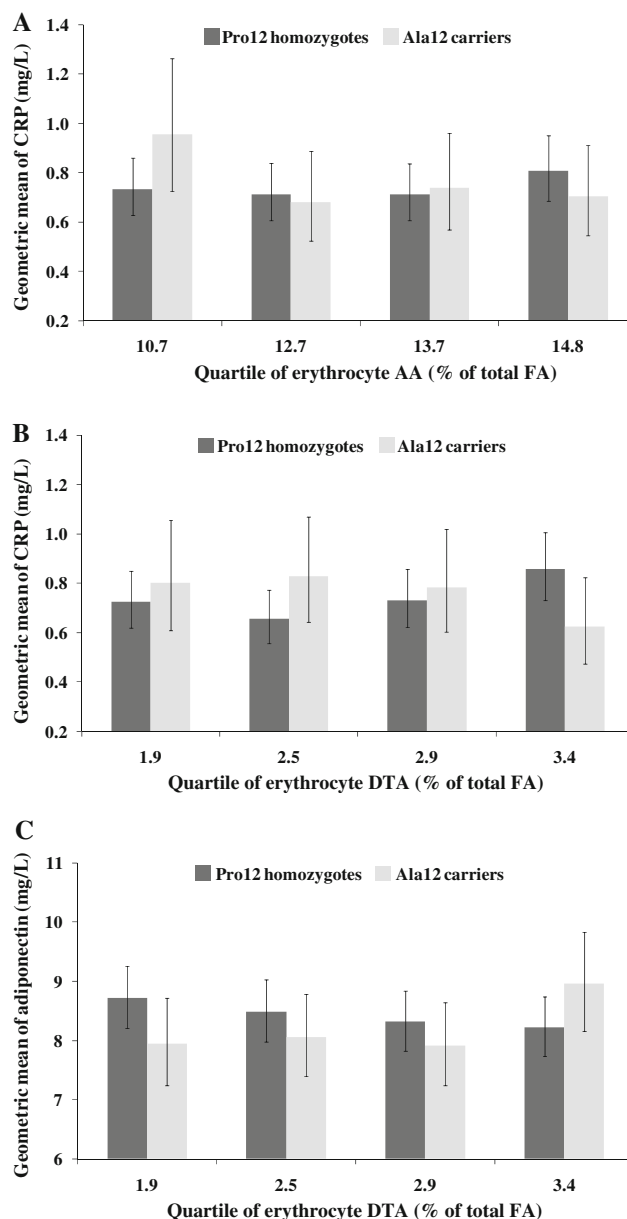 A
Pro12 homozygotes Ala12 carriers
Geometric mean of CRP (mg/L)
1.4
1.2
1.0
0.8
0.6
0.4
0.2
10.7 12.7 13.7 14.8
Quartile of erythrocyte AA (% of total FA)
B
Pro12 homozygotes Ala12 carriers
Geometric mean of CRP (mg/L)
1.4
1.2
1.0
0.8
0.6
0.4
0.2
1.9 2.5 2.9 3.4
Quartile of erythrocyte DTA (% of total FA)
C
Pro12 homozygotes Ala12 carriers
Geometric mean of adiponectin (mg/L)
11
10
9
8
7
6
1.9 2.5 2.9 3.4
Quartile of erythrocyte DTA (% of total FA)